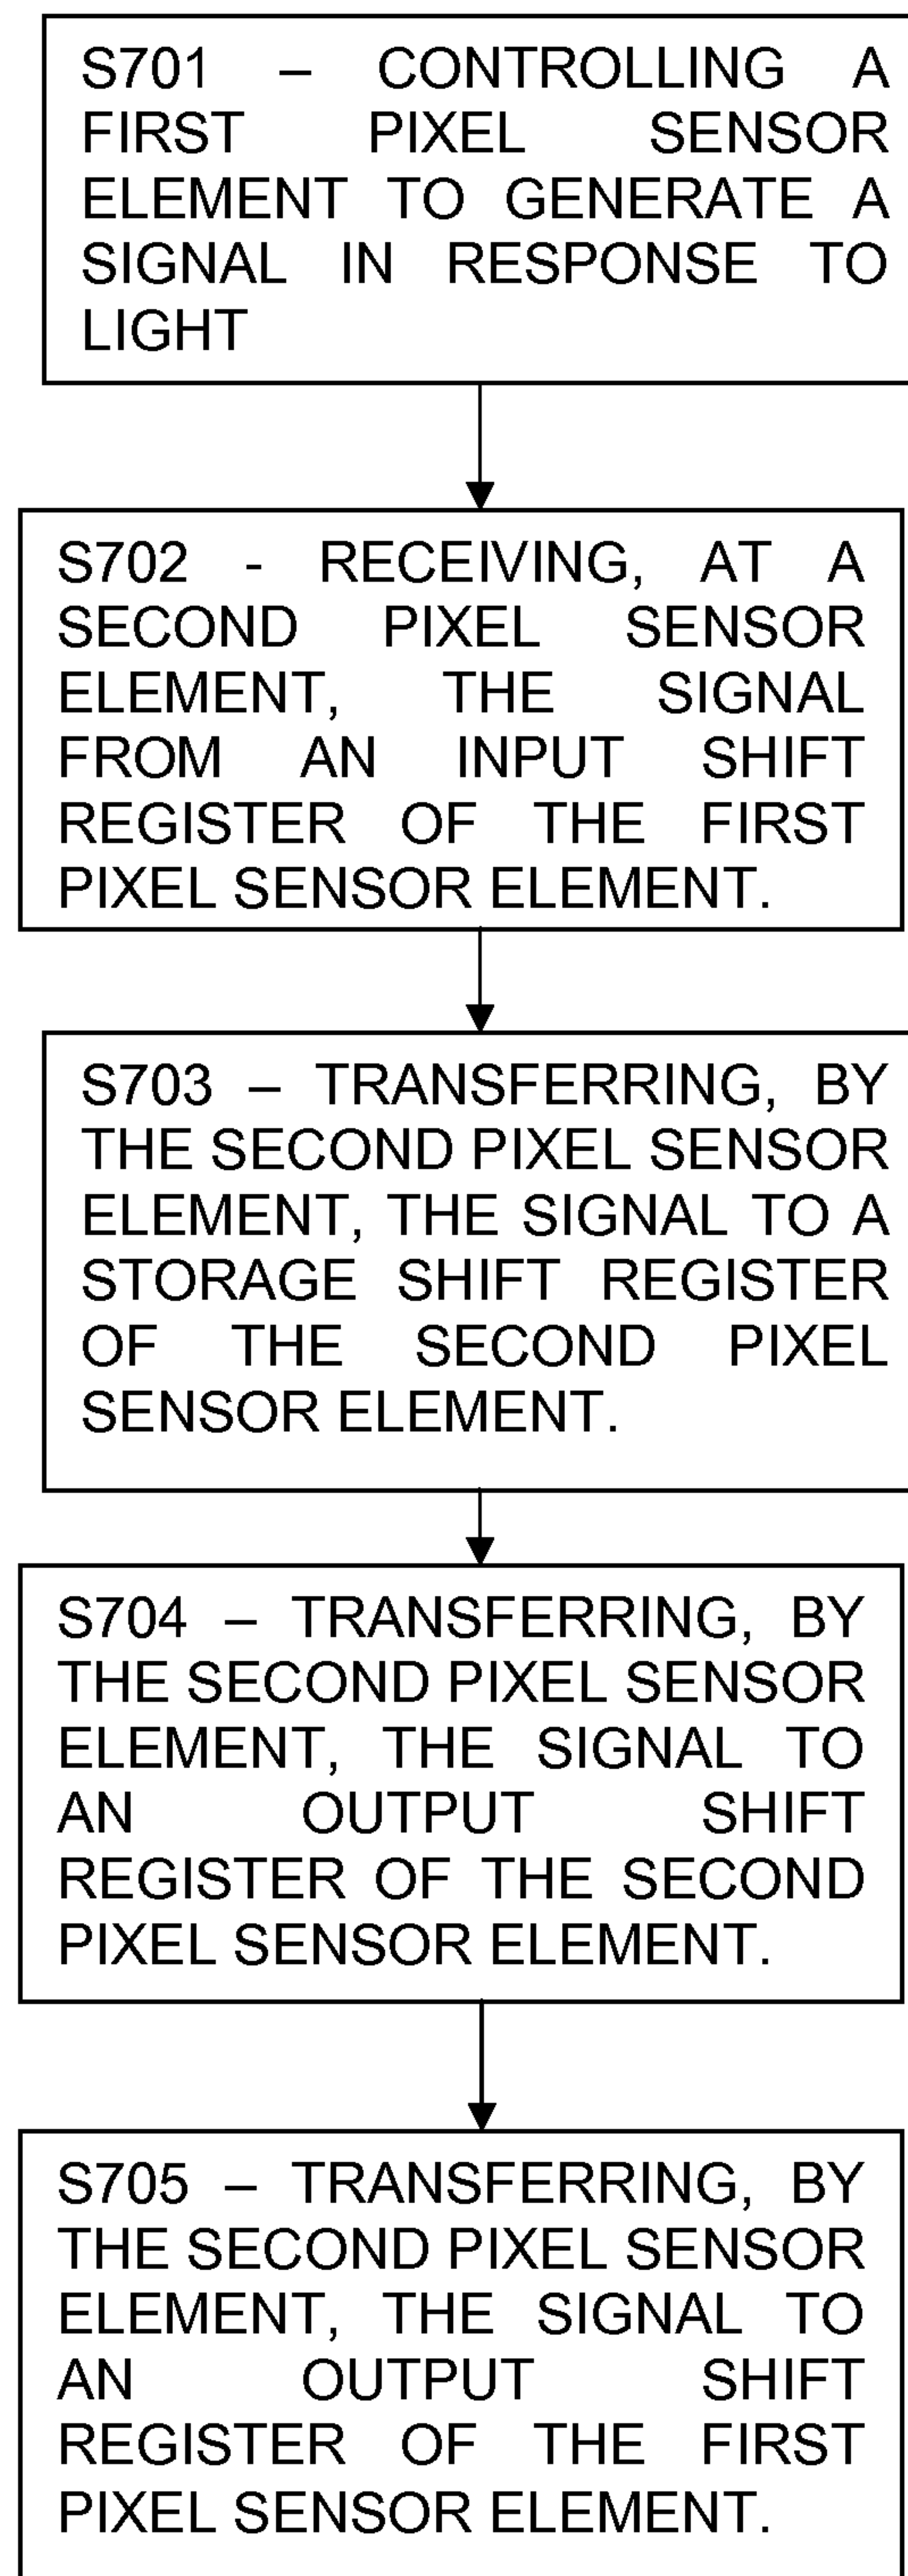 S701 – CONTROLLING A
FIRST PIXEL SENSOR
ELEMENT TO GENERATE A
SIGNAL IN RESPONSE TO
LIGHT
S702 - RECEIVING, AT A
SECOND PIXEL SENSOR
ELEMENT, THE SIGNAL
FROM AN INPUT SHIFT
REGISTER OF THE FIRST
PIXEL SENSOR ELEMENT.
S703 – TRANSFERRING, BY
THE SECOND PIXEL SENSOR
ELEMENT, THE SIGNAL TO A
STORAGE SHIFT REGISTER
OF THE SECOND PIXEL
SENSOR ELEMENT.
S704 – TRANSFERRING, BY
THE SECOND PIXEL SENSOR
ELEMENT, THE SIGNAL TO
AN OUTPUT SHIFT
REGISTER OF THE SECOND
PIXEL SENSOR ELEMENT.
S705 – TRANSFERRING, BY
THE SECOND PIXEL SENSOR
ELEMENT, THE SIGNAL TO
AN OUTPUT SHIFT
REGISTER OF THE FIRST
PIXEL SENSOR ELEMENT.